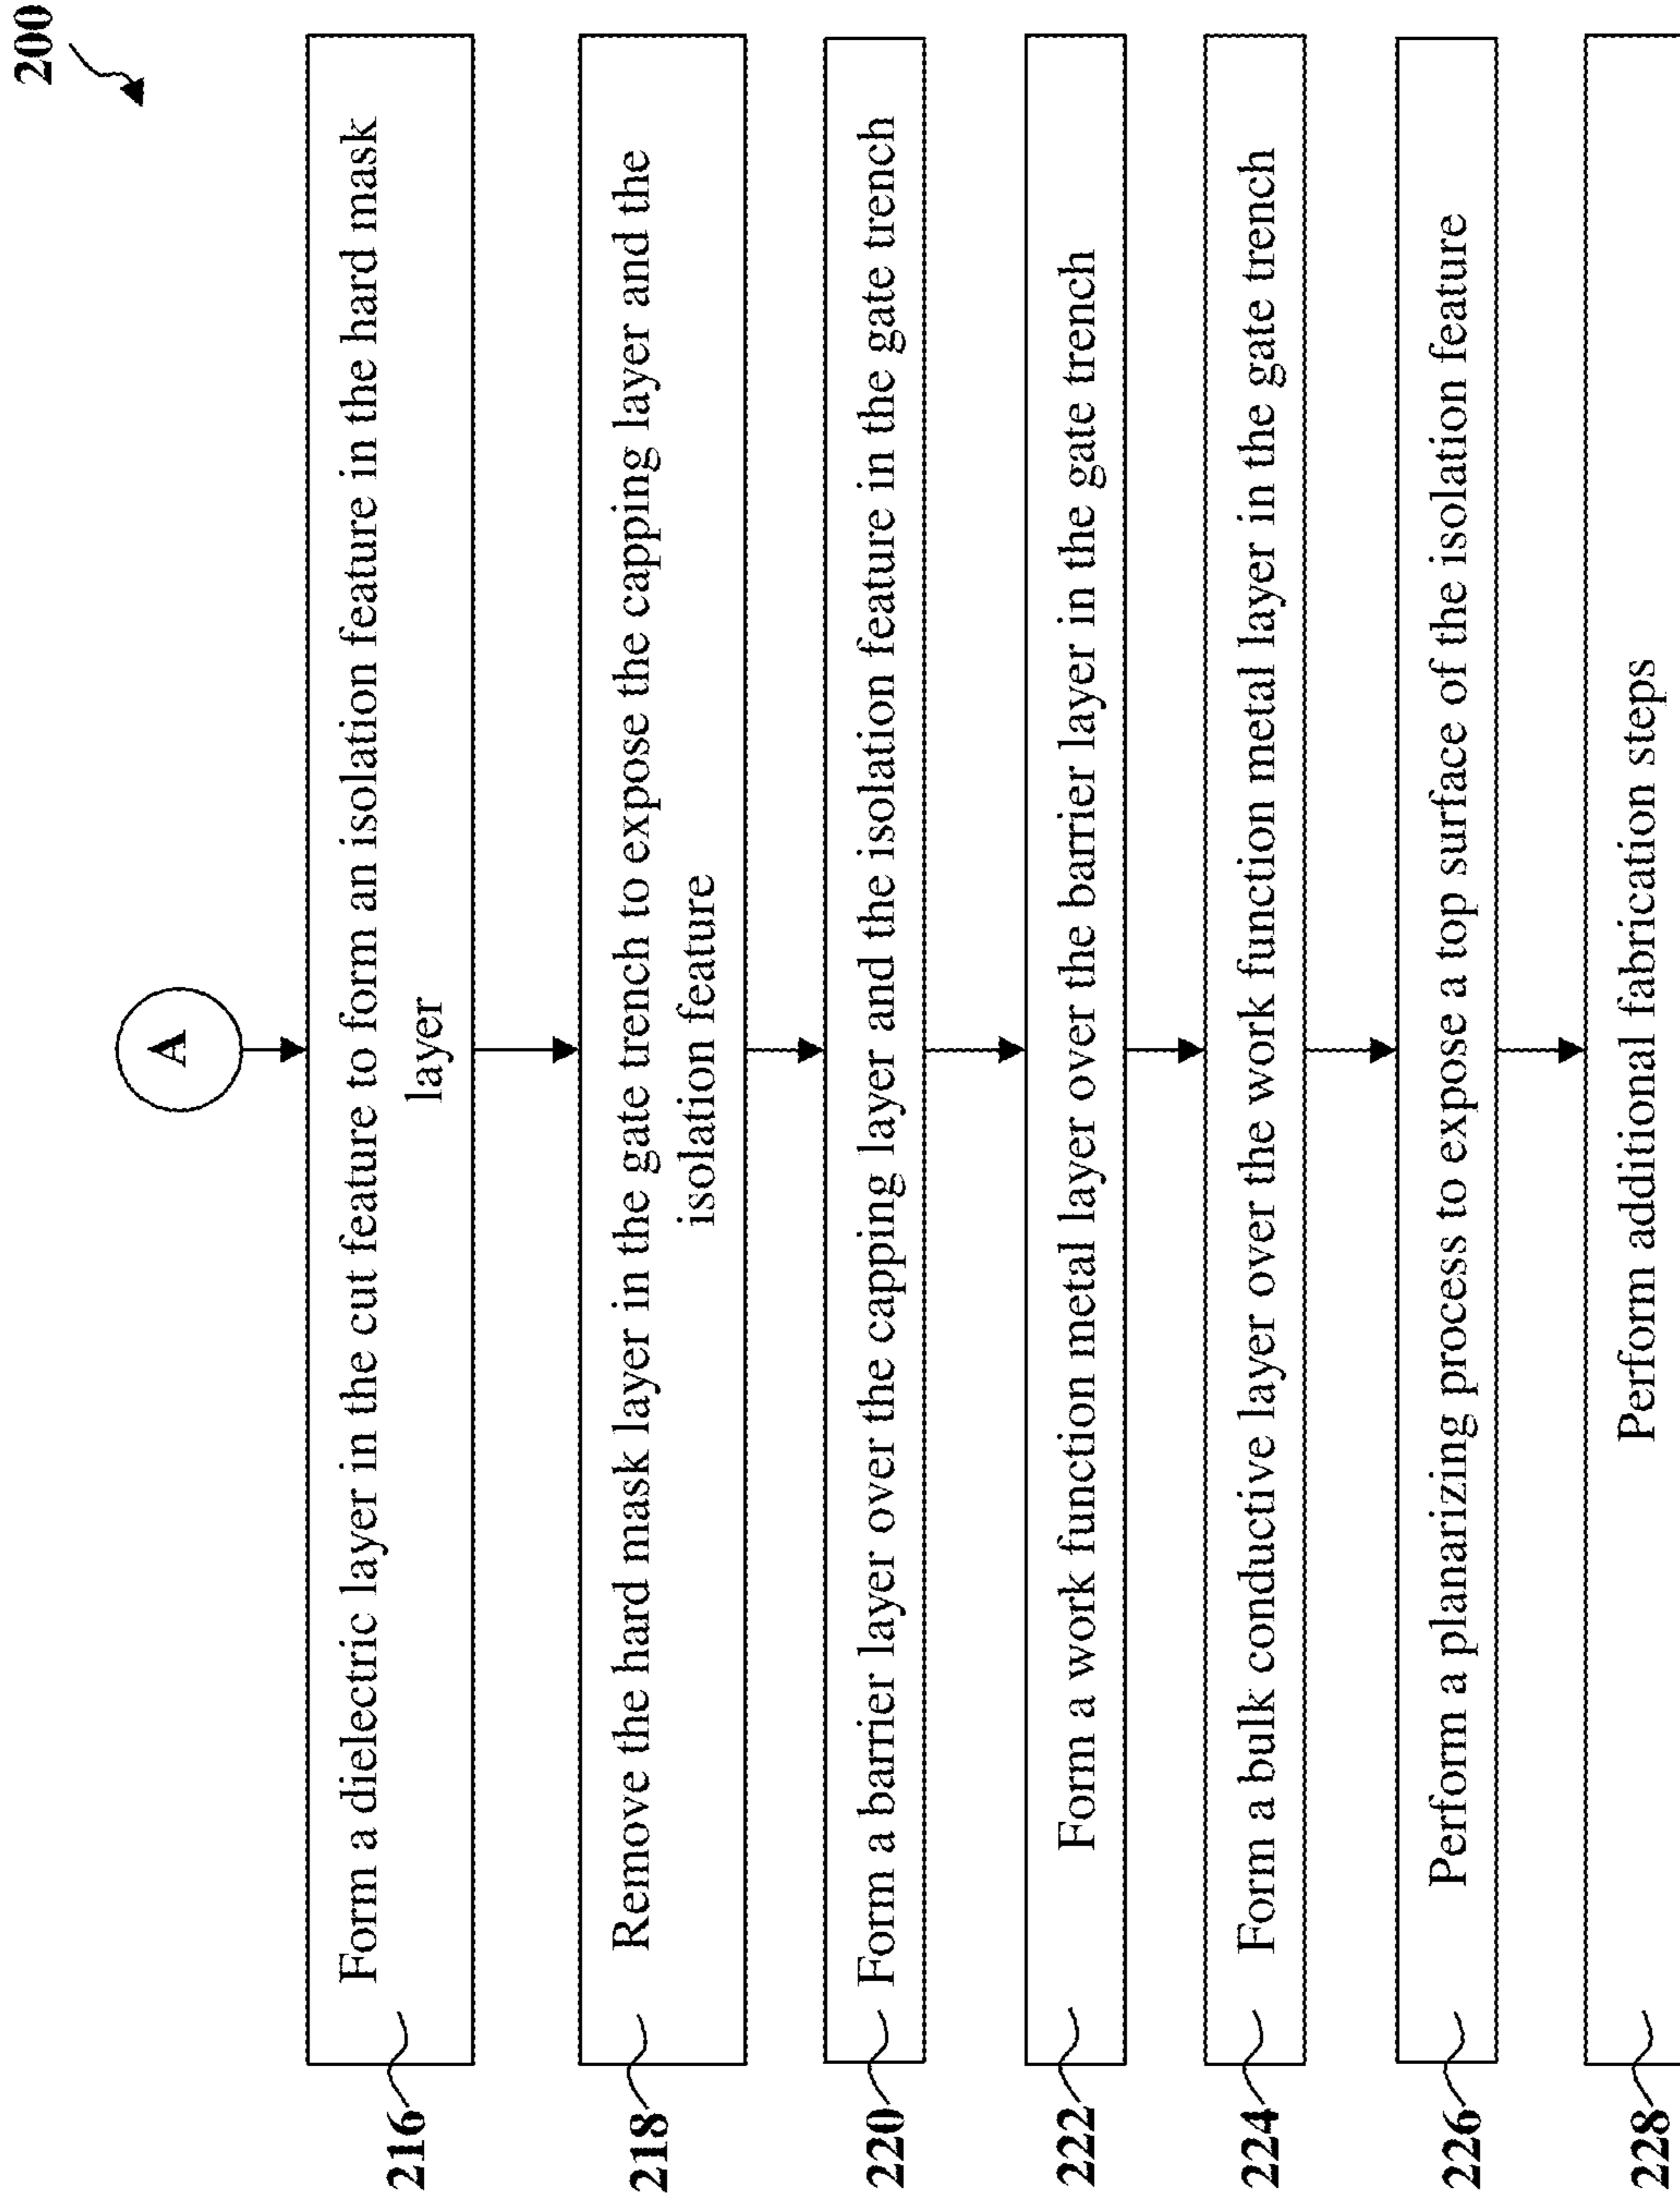 200
A
216
Form a dielectric layer in the cut feature to form an isolation feature in the hard mask
layer
218
Remove the hard mask layer in the gate trench to expose the capping layer and the
isolation feature
220
Form a barrier layer over the capping layer and the isolation feature in the gate trench
222
Form a work function metal layer over the barrier layer in the gate trench
224
Form a bulk conductive layer over the work function metal layer in the gate trench
226
Perform a planarizing process to expose a top surface of the isolation feature
228
Perform additional fabrication steps